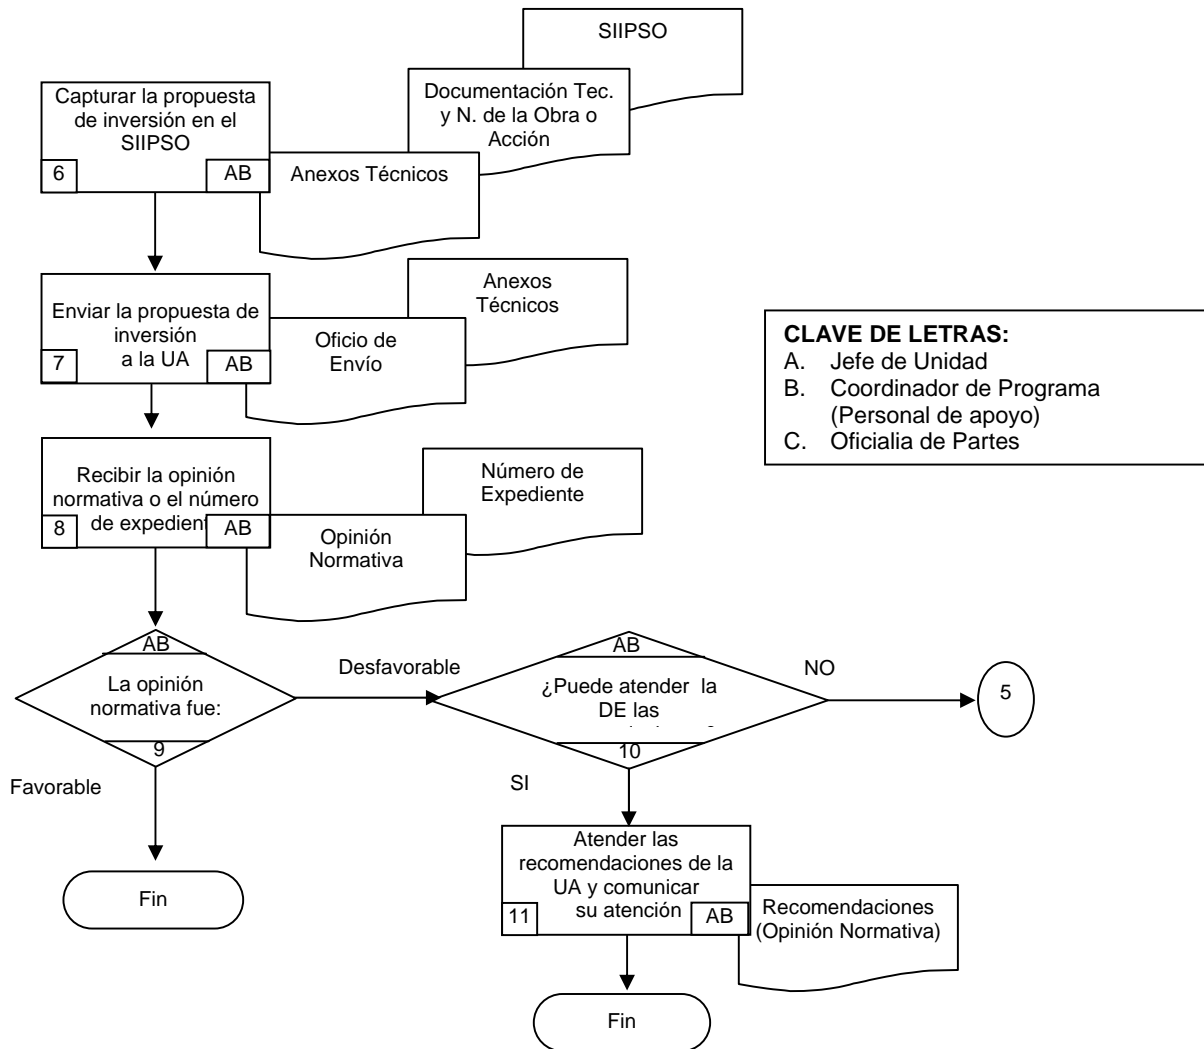 SIIPSO
Capturar la propuesta
de inversión en el
SIIPSO
6
AB
Documentación Tec.
y N. de la Obra o
Acción
Anexos Técnicos
Enviar la propuesta de
inversión
a la UA
7
AB
Anexos
Técnicos
Oficio de
Envío
CLAVE DE LETRAS:
A. Jefe de Unidad
B. Coordinador de Programa
(Personal de apoyo)
C. Oficialia de Partes
Recibir la opinión
normativa o el número
de expedient
8
AB
Número de
Expediente
Opinión
Normativa
AB
La opinión
normativa fue:
9
Desfavorable
Favorable
Fin
AB
¿Puede atender la
DE las
10
NO
5
SI
Atender las
recomendaciones de la
UA y comunicar
su atención
11
AB
Recomendaciones
(Opinión Normativa)
Fin